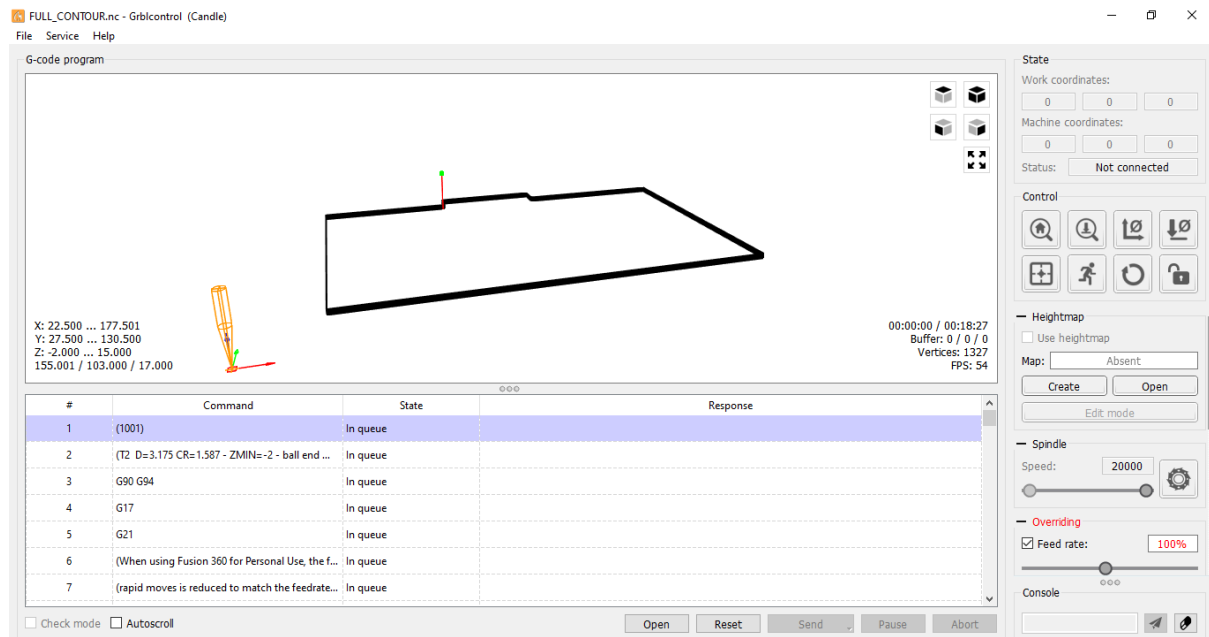 FULL_CONTOUR.nc - Grblcontrol (Candle)
File Service Help
G-code program
X: 22.500 ... 177.501
Y: 27.500 ... 130.500
Z: -2.000 ... 15.000
155.001 / 103.000 / 17.000
00:00:00 / 00:18:27
Buffer: 0 / 0 / 0
Vertices: 1327
FPS: 54
# Command State Response
1 (1001) In queue
2 (T2 D=3.175 CR=1.587 - ZMIN=-2 - ball end ... In queue
3 G90 G94 In queue
4 G17 In queue
5 G21 In queue
6 (When using Fusion 360 for Personal Use, the f... In queue
7 (rapid moves is reduced to match the feedrate... In queue
Check mode Autoscroll Open Reset Send Pause Abort
State
Work coordinates:
0 0 0
Machine coordinates:
0 0 0
Status: Not connected
Control
Heightmap
Use heightmap
Map: Absent
Create Open
Edit mode
Spindle
Speed: 20000
Overriding
Feed rate: 100%
Console